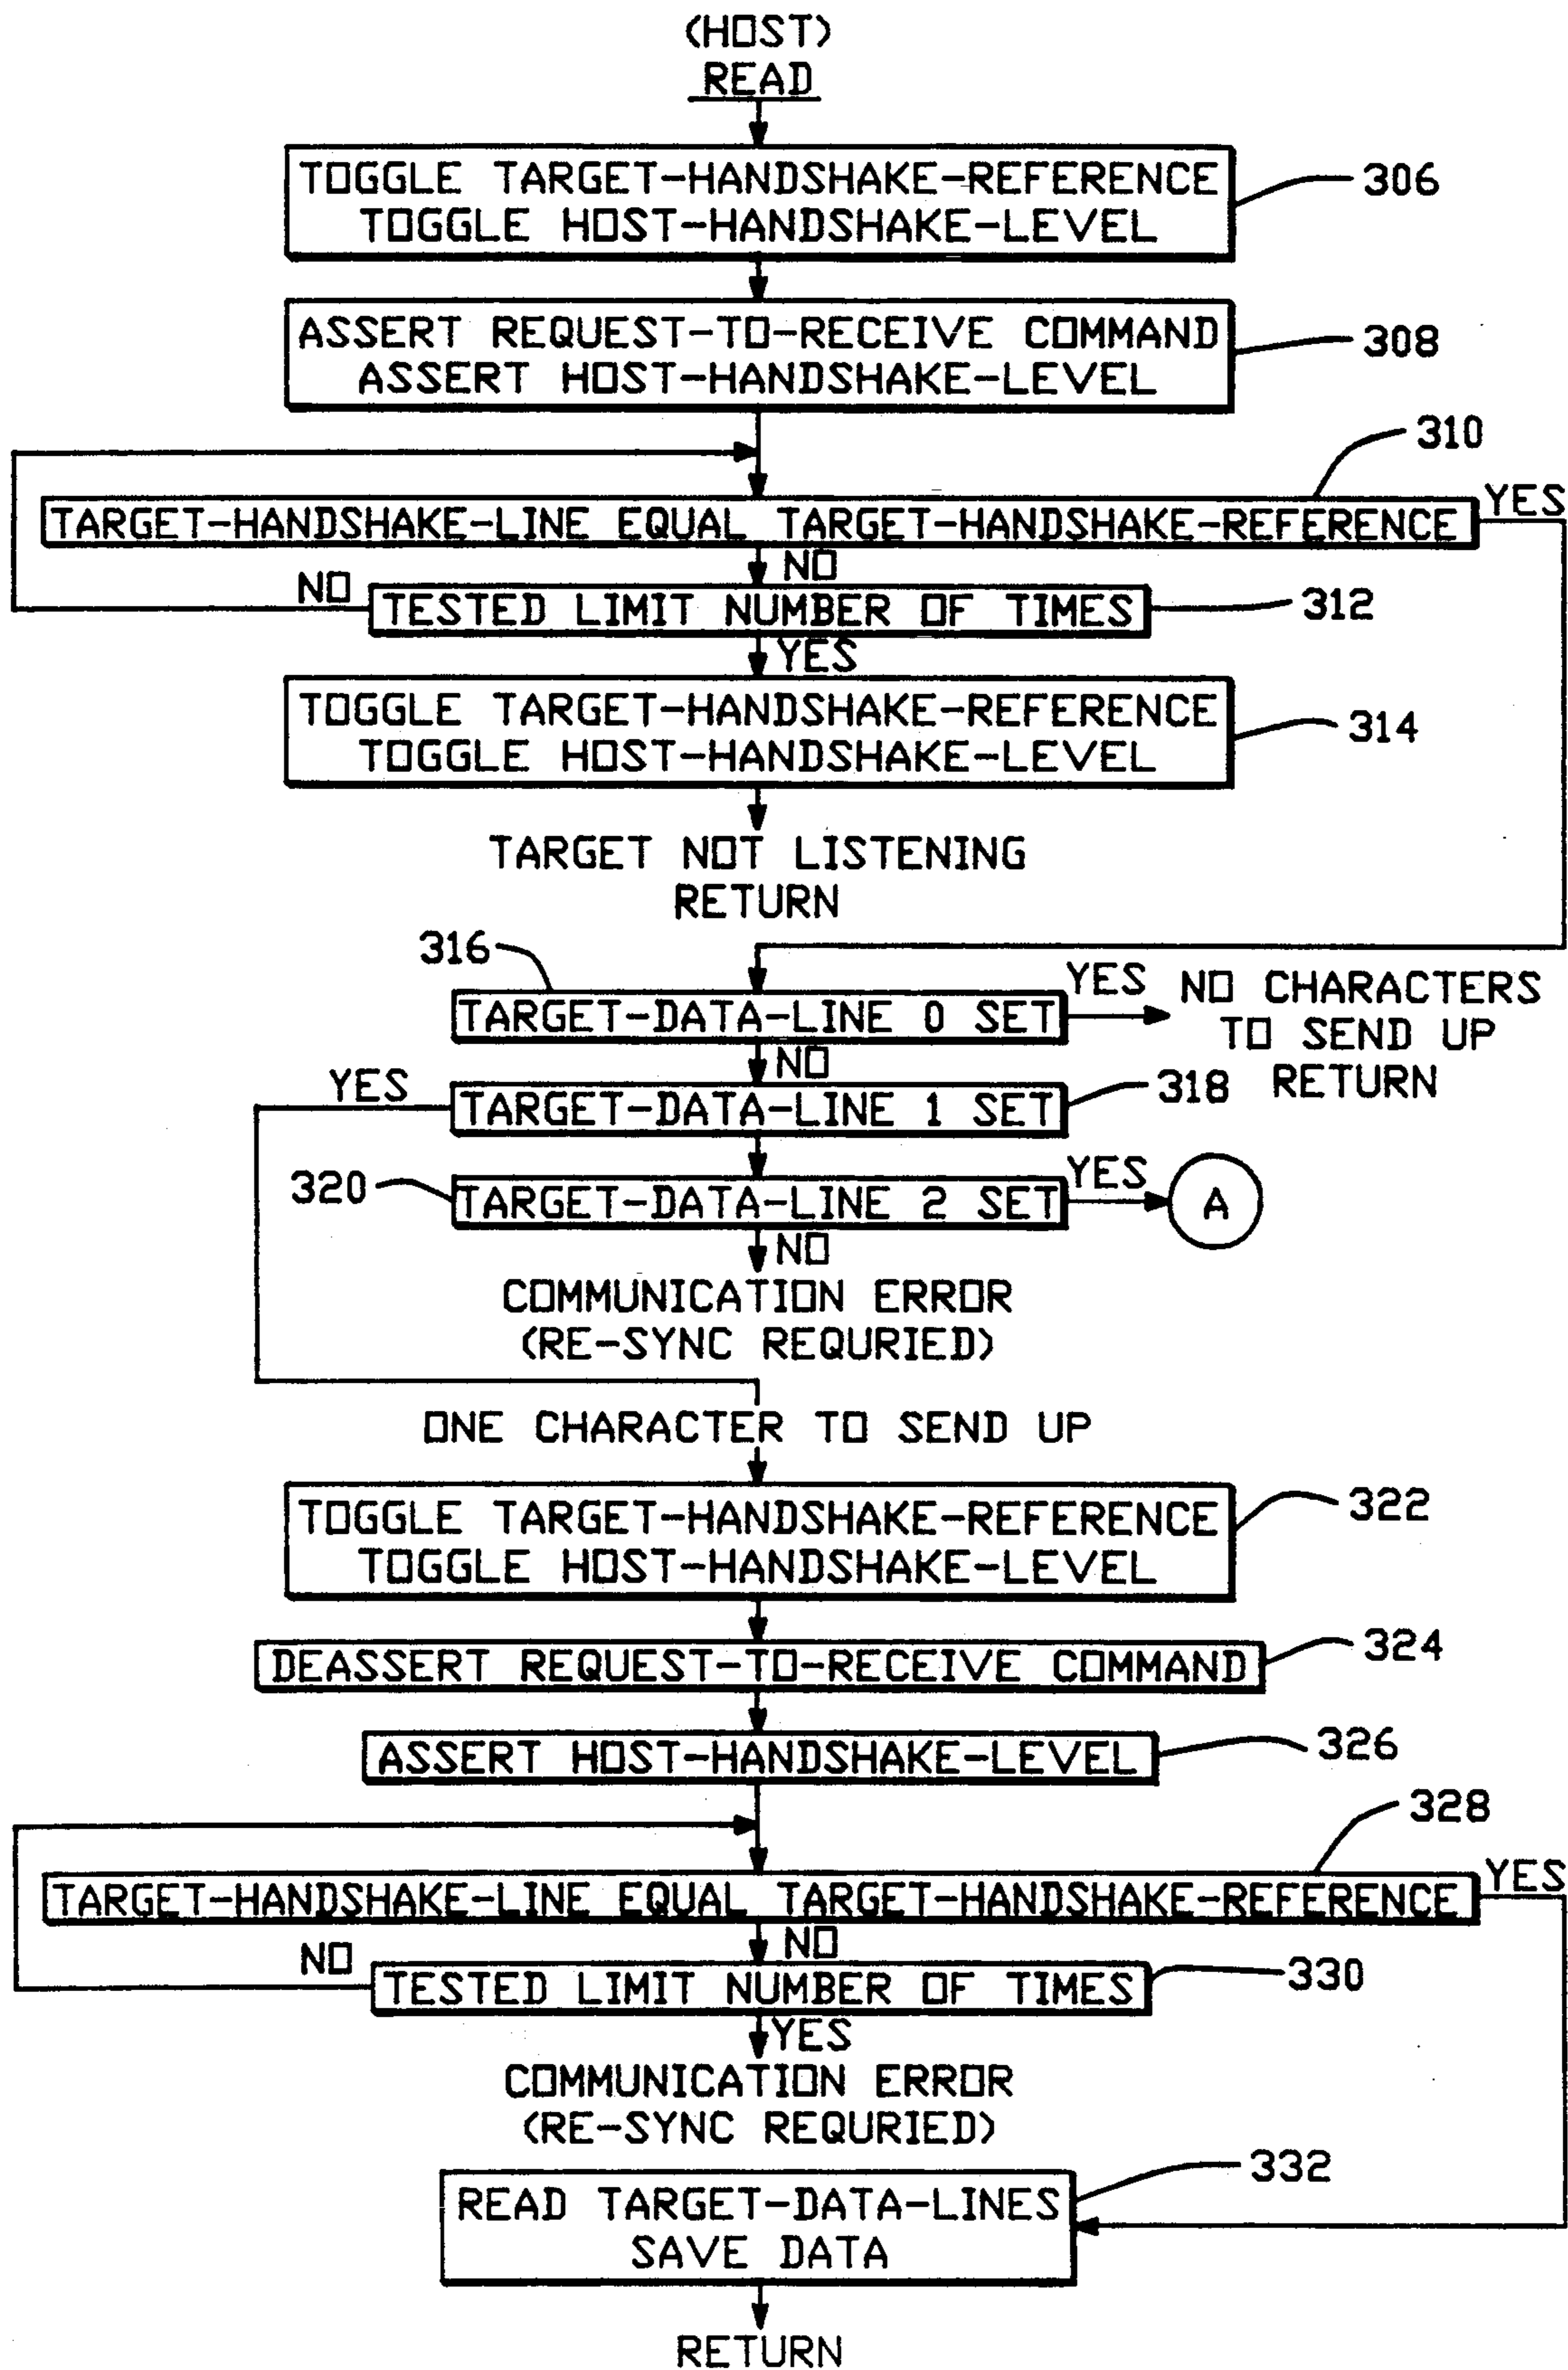 (HOST)
READ
TOGGLE TARGET-HANDSHAKE-REFERENCE
TOGGLE HOST-HANDSHAKE-LEVEL
306
ASSERT REQUEST-TO-RECEIVE COMMAND
ASSERT HOST-HANDSHAKE-LEVEL
308
310
TARGET-HANDSHAKE-LINE EQUAL TARGET-HANDSHAKE-REFERENCE
YES
NO
NO
TESTED LIMIT NUMBER OF TIMES
312
YES
TOGGLE TARGET-HANDSHAKE-REFERENCE
TOGGLE HOST-HANDSHAKE-LEVEL
314
TARGET NOT LISTENING
RETURN
316
TARGET-DATA-LINE 0 SET
YES
NO CHARACTERS
TO SEND UP
RETURN
NO
YES
TARGET-DATA-LINE 1 SET
318
320
TARGET-DATA-LINE 2 SET
YES
A
NO
COMMUNICATION ERROR
(RE-SYNC REQURIED)
ONE CHARACTER TO SEND UP
TOGGLE TARGET-HANDSHAKE-REFERENCE
TOGGLE HOST-HANDSHAKE-LEVEL
322
DEASSERT REQUEST-TO-RECEIVE COMMAND
324
ASSERT HOST-HANDSHAKE-LEVEL
326
328
TARGET-HANDSHAKE-LINE EQUAL TARGET-HANDSHAKE-REFERENCE
YES
NO
NO
TESTED LIMIT NUMBER OF TIMES
330
YES
COMMUNICATION ERROR
(RE-SYNC REQURIED)
332
READ TARGET-DATA-LINES
SAVE DATA
RETURN